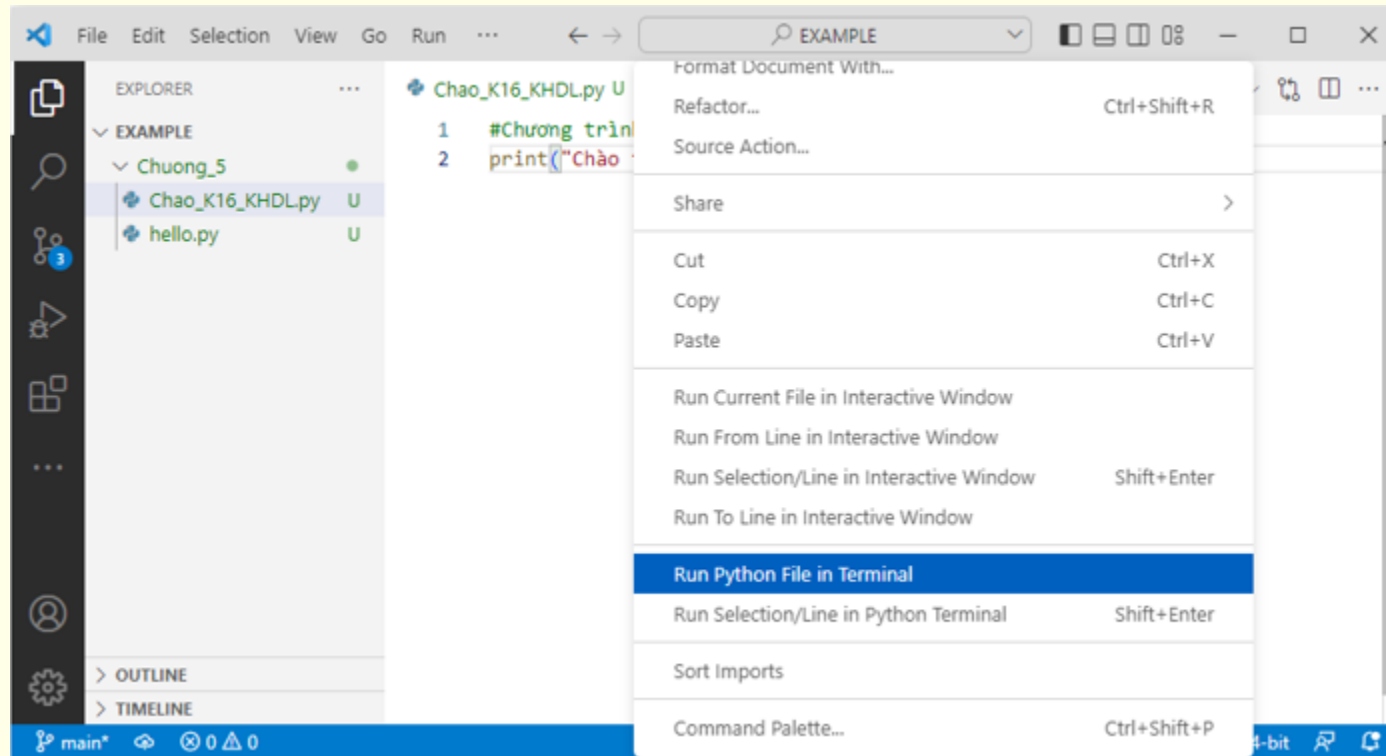 File Edit Selection View Go Run ··· EXAMPLE
EXPLORER ···
EXAMPLE
Chuong_5
Chao_K16_KHDL.py U
hello.py U
3
OUTLINE
TIMELINE
Chao_K16_KHDL.py U
1 #Chương trìn
2 print("Chào
Format Document With...
Refactor... Ctrl+Shift+R
Source Action...
Share
Cut Ctrl+X
Copy Ctrl+C
Paste Ctrl+V
Run Current File in Interactive Window
Run From Line in Interactive Window
Run Selection/Line in Interactive Window Shift+Enter
Run To Line in Interactive Window
Run Python File in Terminal
Run Selection/Line in Python Terminal Shift+Enter
Sort Imports
Command Palette... Ctrl+Shift+P
main* 0 0 4-bit